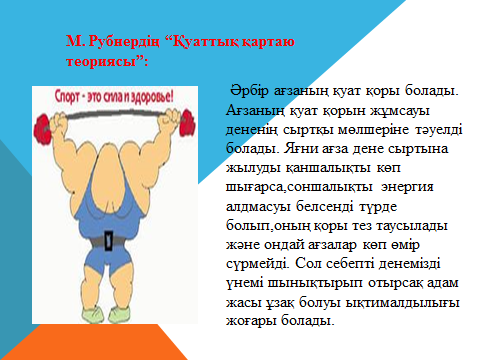 М. Рубнердің “Қуаттық қартаю
теориясы”:
Спорт - это сила и здоровье!
Әрбір ағзаның қуат қоры болады.
Ағзаның қуат қорын жұмсауы
дененің сыртқы мөлшеріне тәуелді
болады. Яғни ағза дене сыртына
жылуды қаншалықты көп
шығарса,соншалықты энергия
алдмасуы белсенді түрде
болып,оның қоры тез таусылады
және ондай ағзалар көп өмір
сүрмейді. Сол себепті денемізді
үнемі шынықтырып отырсақ адам
жасы ұзақ болуы ықтималдылығы
жоғары болады.